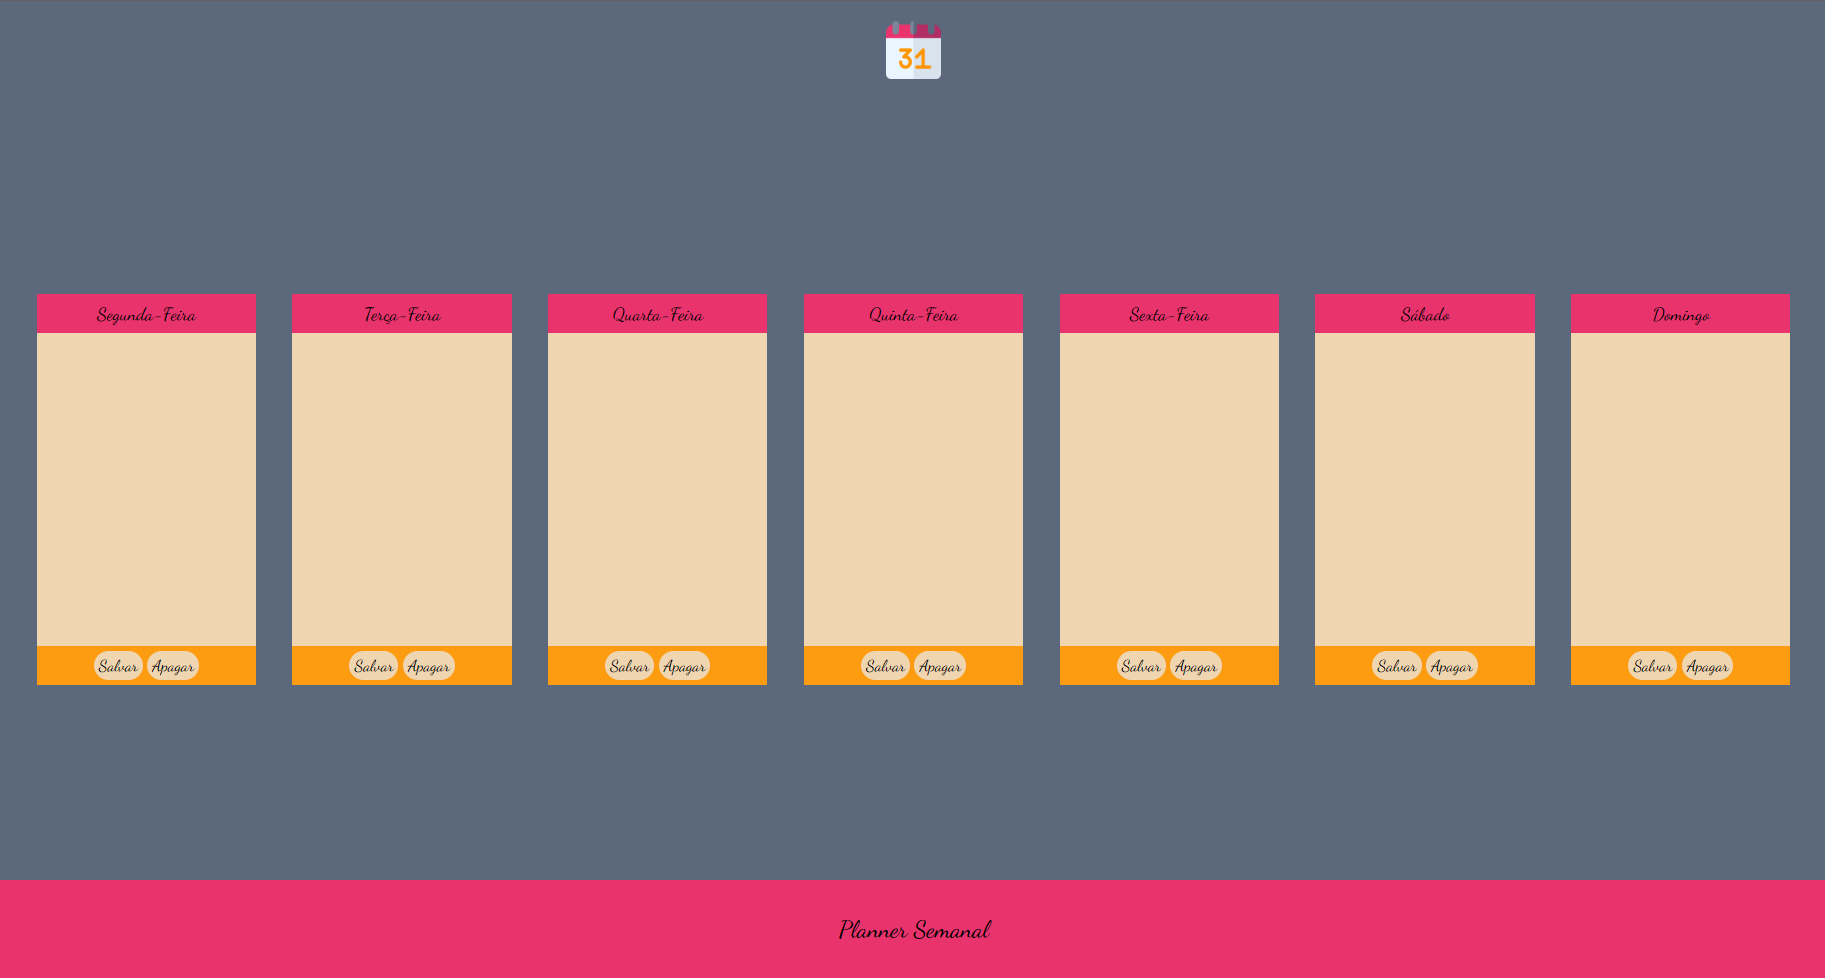 31
Segunda-Feira
Terça-Feira
Quarta-Feira
Quinta-Feira
Sexta-Feira
Sábado
Domingo
Salvar Apagar
Salvar Apagar
Salvar Apagar
Salvar Apagar
Salvar Apagar
Salvar Apagar
Salvar Apagar
Planner Semanal